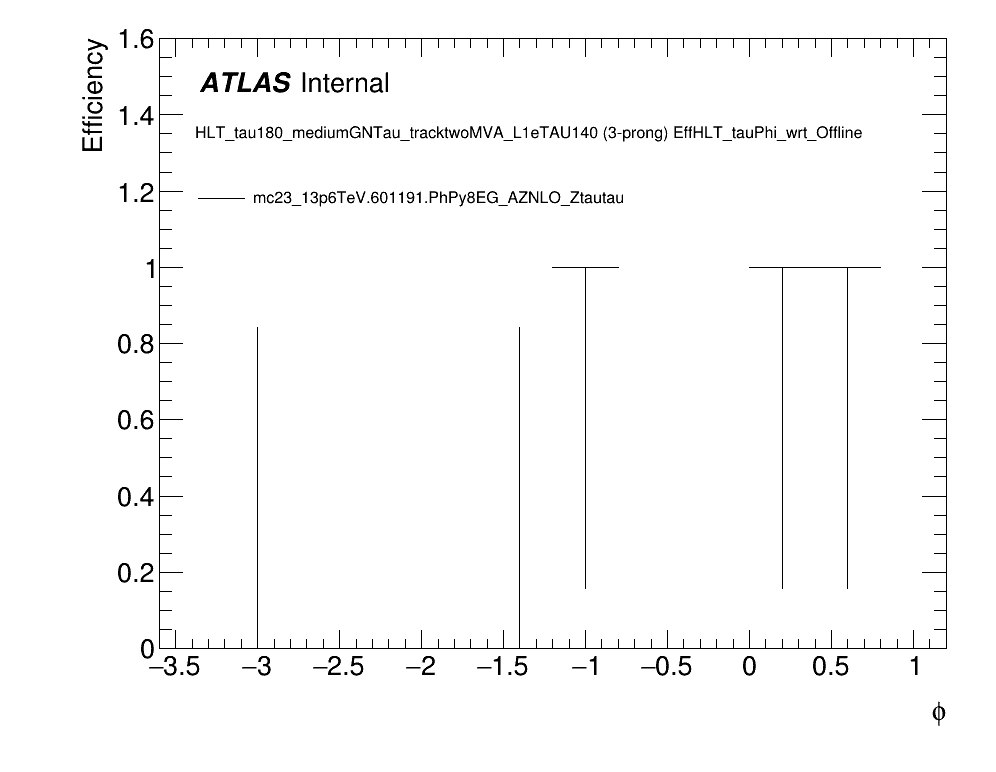 Efficiency
1.6
ATLAS Internal
1.4
HLT_tau180_mediumGNTau_tracktwoMVA_L1eTAU140 (3-prong) EffHLT_tauPhi_wrt_Offline
1.2
mc23_13p6TeV.601191.PhPy8EG_AZNLO_Ztautau
1
0.8
0.6
0.4
0.2
0
−3.5 −3 −2.5 −2 −1.5 −1 −0.5 0 0.5 1
ϕ